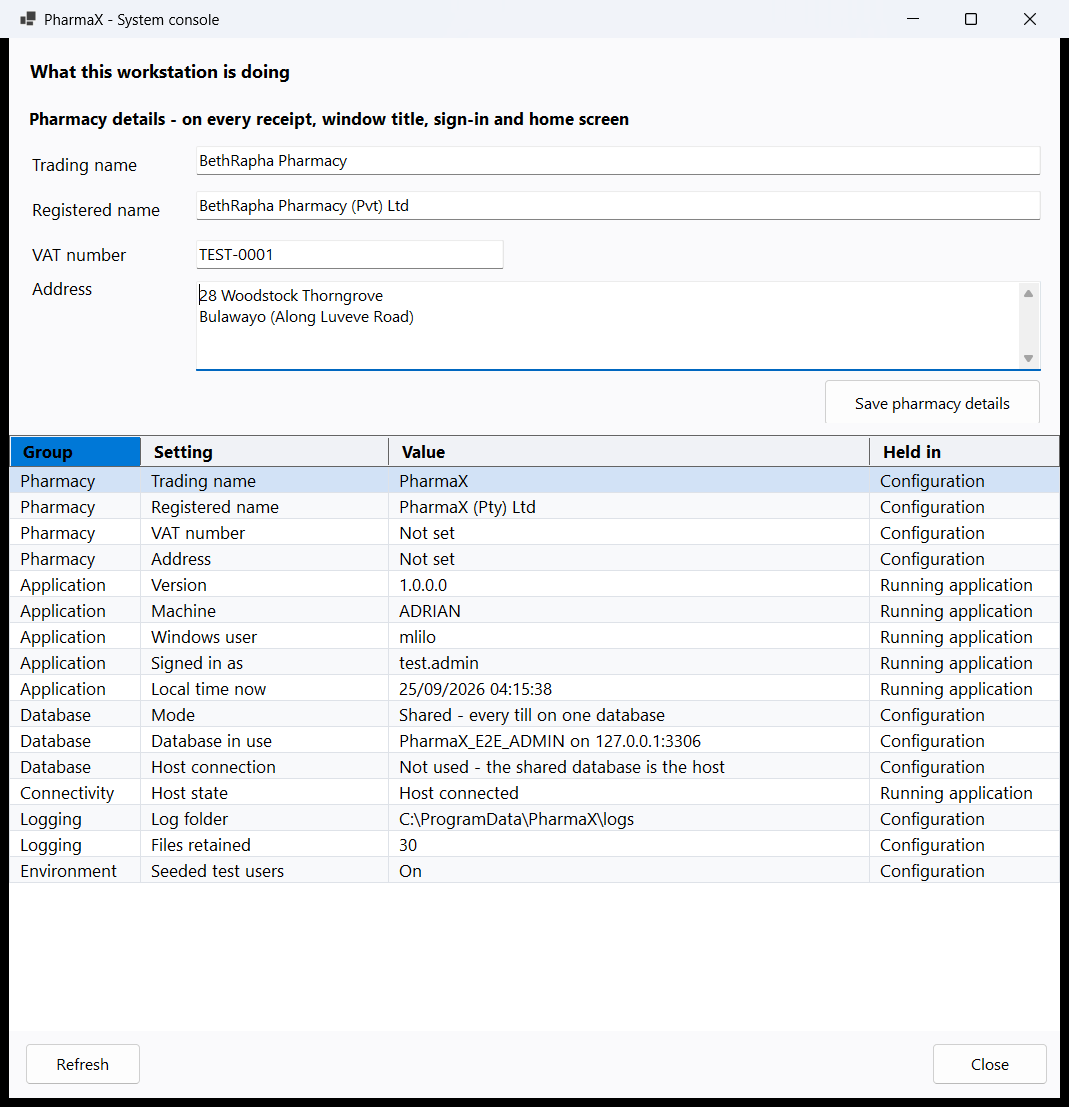 PharmaX - System console
What this workstation is doing
Pharmacy details - on every receipt, window title, sign-in and home screen
Trading name BethRapha Pharmacy
Registered name BethRapha Pharmacy (Pvt) Ltd
VAT number TEST-0001
Address 28 Woodstock Thorngrove
Bulawayo (Along Luveve Road)
Save pharmacy details
Group Setting Value Held in
Pharmacy Trading name PharmaX Configuration
Pharmacy Registered name PharmaX (Pty) Ltd Configuration
Pharmacy VAT number Not set Configuration
Pharmacy Address Not set Configuration
Application Version 1.0.0.0 Running application
Application Machine ADRIAN Running application
Application Windows user mlilo Running application
Application Signed in as test.admin Running application
Application Local time now 25/09/2026 04:15:38 Running application
Database Mode Shared - every till on one database Configuration
Database Database in use PharmaX_E2E_ADMIN on 127.0.0.1:3306 Configuration
Database Host connection Not used - the shared database is the host Configuration
Connectivity Host state Host connected Running application
Logging Log folder C:\ProgramData\PharmaX\logs Configuration
Logging Files retained 30 Configuration
Environment Seeded test users On Configuration
Refresh Close